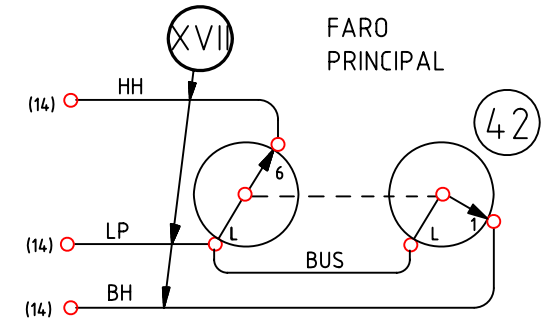 XVII
FARO
PRINCIPAL
HH
(14)
42
6
LP
(14)
L
L
1
BUS
BH
(14)